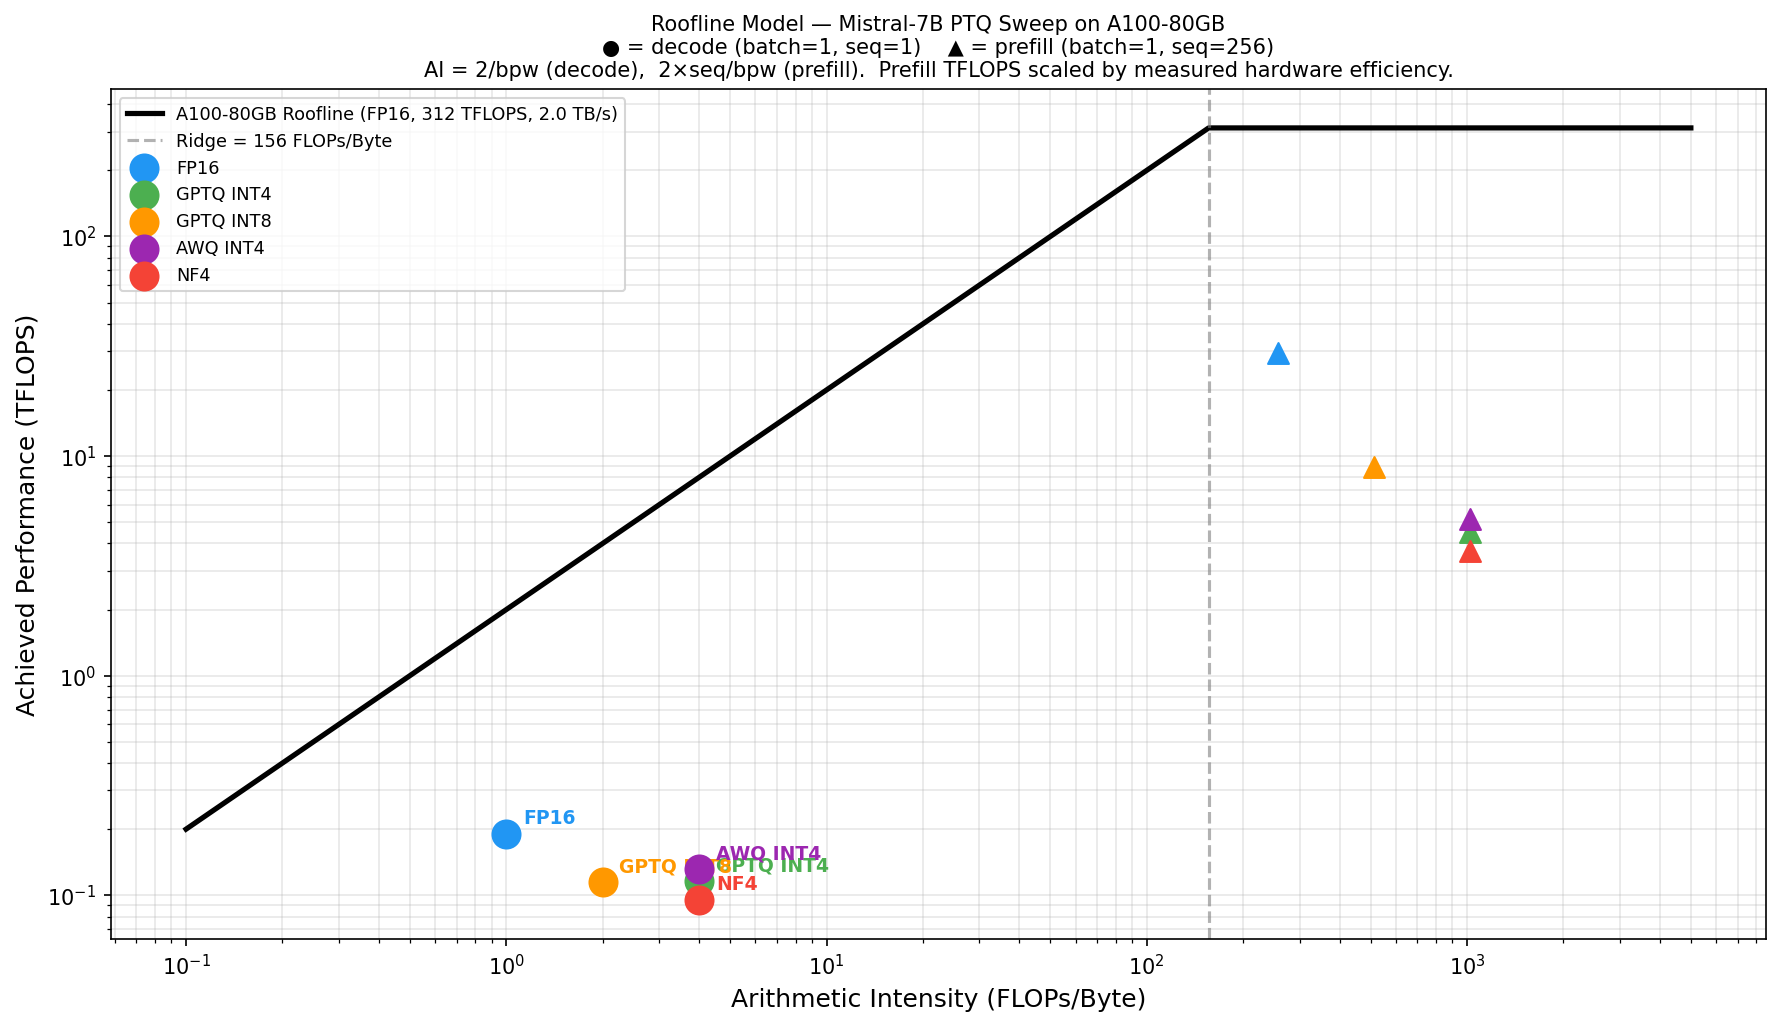 Roofline Model — Mistral-7B PTQ Sweep on A100-80GB
● = decode (batch=1, seq=1) ▲ = prefill (batch=1, seq=256)
AI = 2/bpw (decode), 2×seq/bpw (prefill). Prefill TFLOPS scaled by measured hardware efficiency.
A100-80GB Roofline (FP16, 312 TFLOPS, 2.0 TB/s)
Ridge = 156 FLOPs/Byte
FP16
GPTQ INT4
GPTQ INT8
AWQ INT4
NF4
Achieved Performance (TFLOPS)
10²
10¹
10⁰
10⁻¹
FP16
GPTQ INT8
AWQ INT4
GPTQ INT4
NF4
10⁻¹
10⁰
10¹
10²
10³
Arithmetic Intensity (FLOPs/Byte)